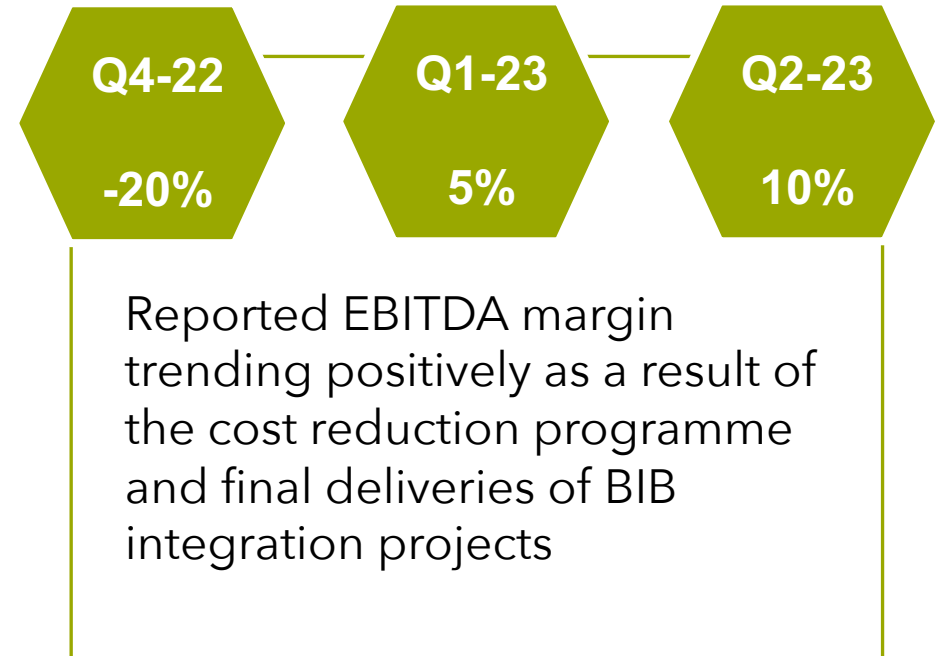 Q4-22 Q1-23 Q2-23
-20% 5% 10%
Reported EBITDA margin
trending positively as a result of
the cost reduction programme
and final deliveries of BIB
integration projects